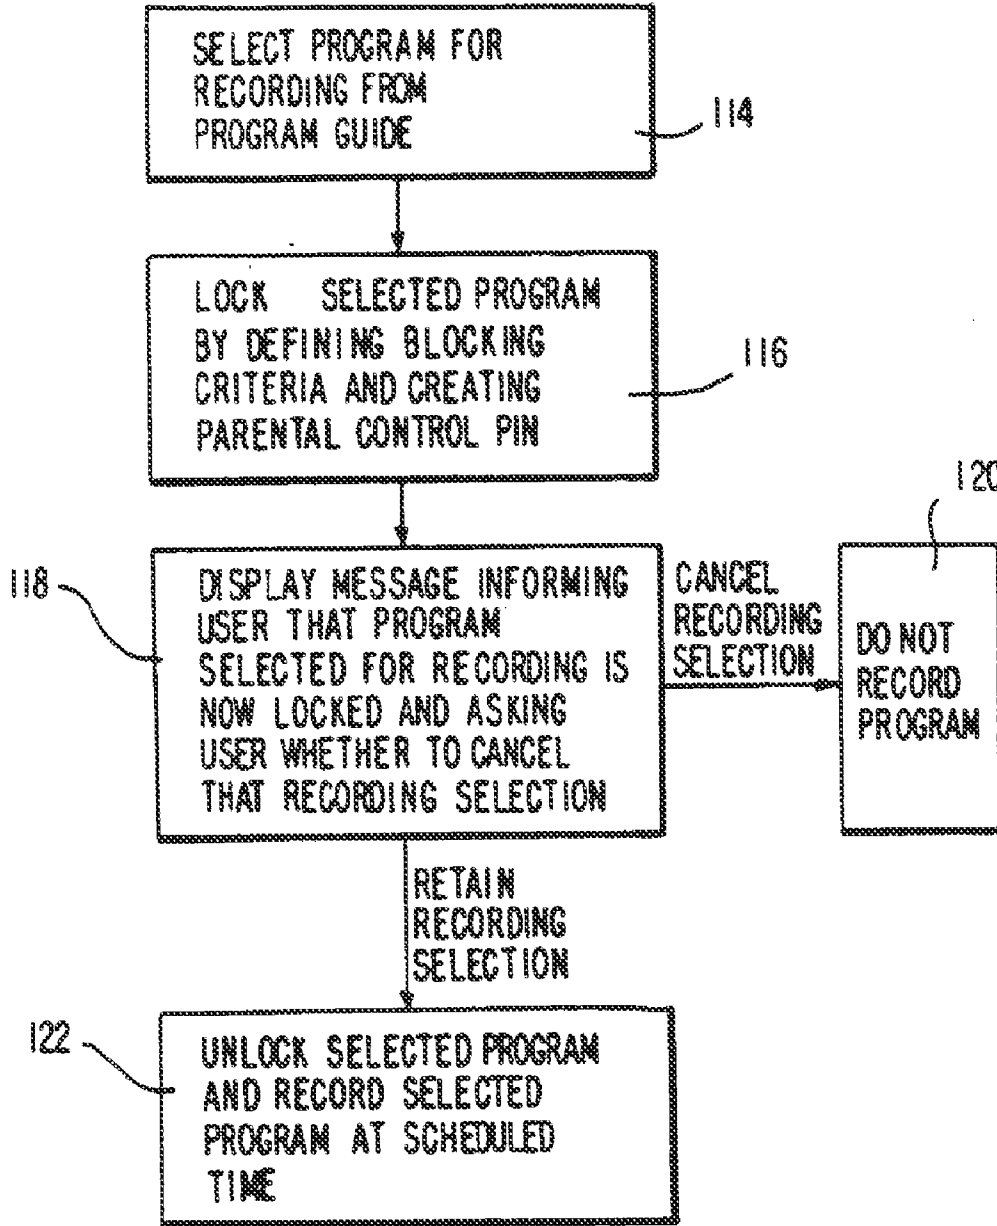 SELECT PROGRAM FOR
RECORDING FROM
PROGRAM GUIDE
114
LOCK SELECTED PROGRAM
BY DEFINING BLOCKING
CRITERIA AND CREATING
PARENTAL CONTROL PIN
116
118
DISPLAY MESSAGE INFORMING
USER THAT PROGRAM
SELECTED FOR RECORDING IS
NOW LOCKED AND ASKING
USER WHETHER TO CANCEL
THAT RECORDING SELECTION
CANCEL
RECORDING
SELECTION
120
DO NOT
RECORD
PROGRAM
RETAIN
RECORDING
SELECTION
122
UNLOCK SELECTED PROGRAM
AND RECORD SELECTED
PROGRAM AT SCHEDULED
TIME